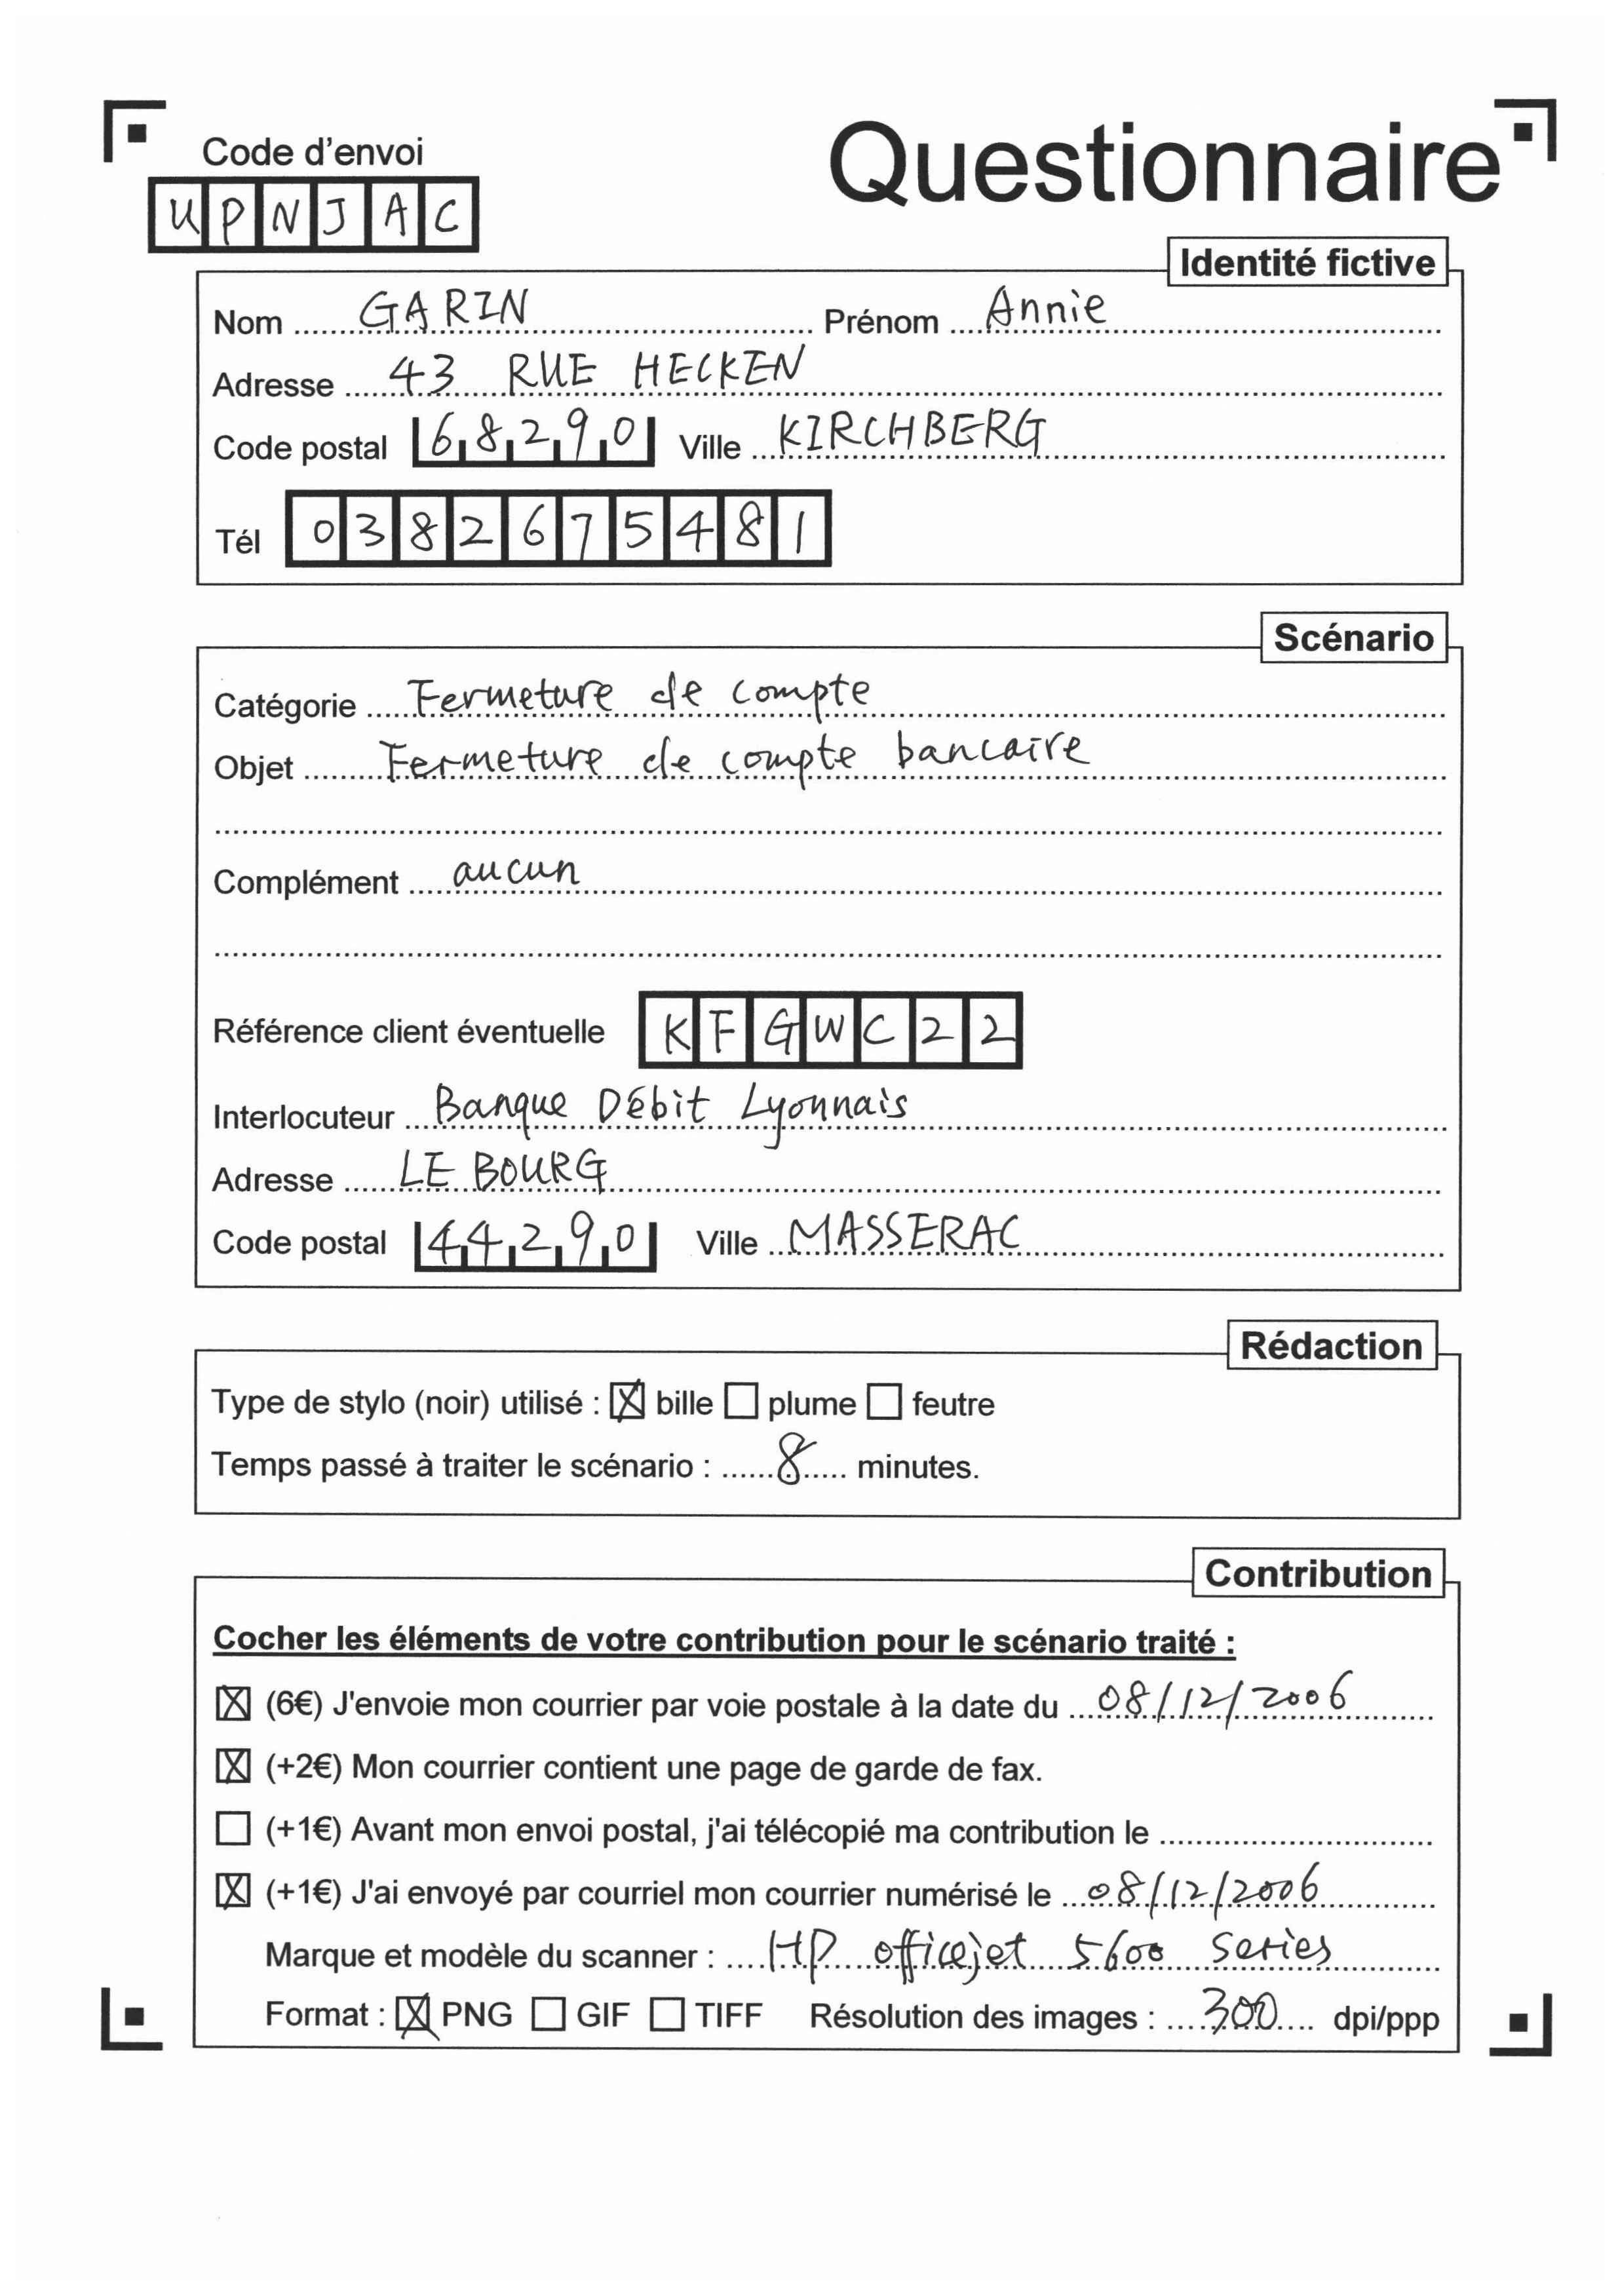 Code d'envoi
Questionnaire
UPNJAC
Identité fictive
Nom GARIN Prénom Annie
Adresse 43 RUE HECKEN
Code postal 68290 Ville KIRCHBERG
Tél 0382675481
Scénario
Catégorie Fermeture de compte
Objet Fermeture de compte bancaire
Complément aucun
Référence client éventuelle KFGWC22
Interlocuteur Banque Débit Lyonnais
Adresse LE BOURG
Code postal 44290 Ville MASSERAC
Rédaction
Type de stylo (noir) utilisé : ☒ bille ☐ plume ☐ feutre
Temps passé à traiter le scénario : 8 minutes.
Contribution
Cocher les éléments de votre contribution pour le scénario traité :
☒ (6€) J'envoie mon courrier par voie postale à la date du 08/12/2006
☒ (+2€) Mon courrier contient une page de garde de fax.
☐ (+1€) Avant mon envoi postal, j'ai télécopié ma contribution le
☒ (+1€) J'ai envoyé par courriel mon courrier numérisé le 08/12/2006
Marque et modèle du scanner : HP officejet 5600 series
Format : ☒ PNG ☐ GIF ☐ TIFF Résolution des images : 300 dpi/ppp